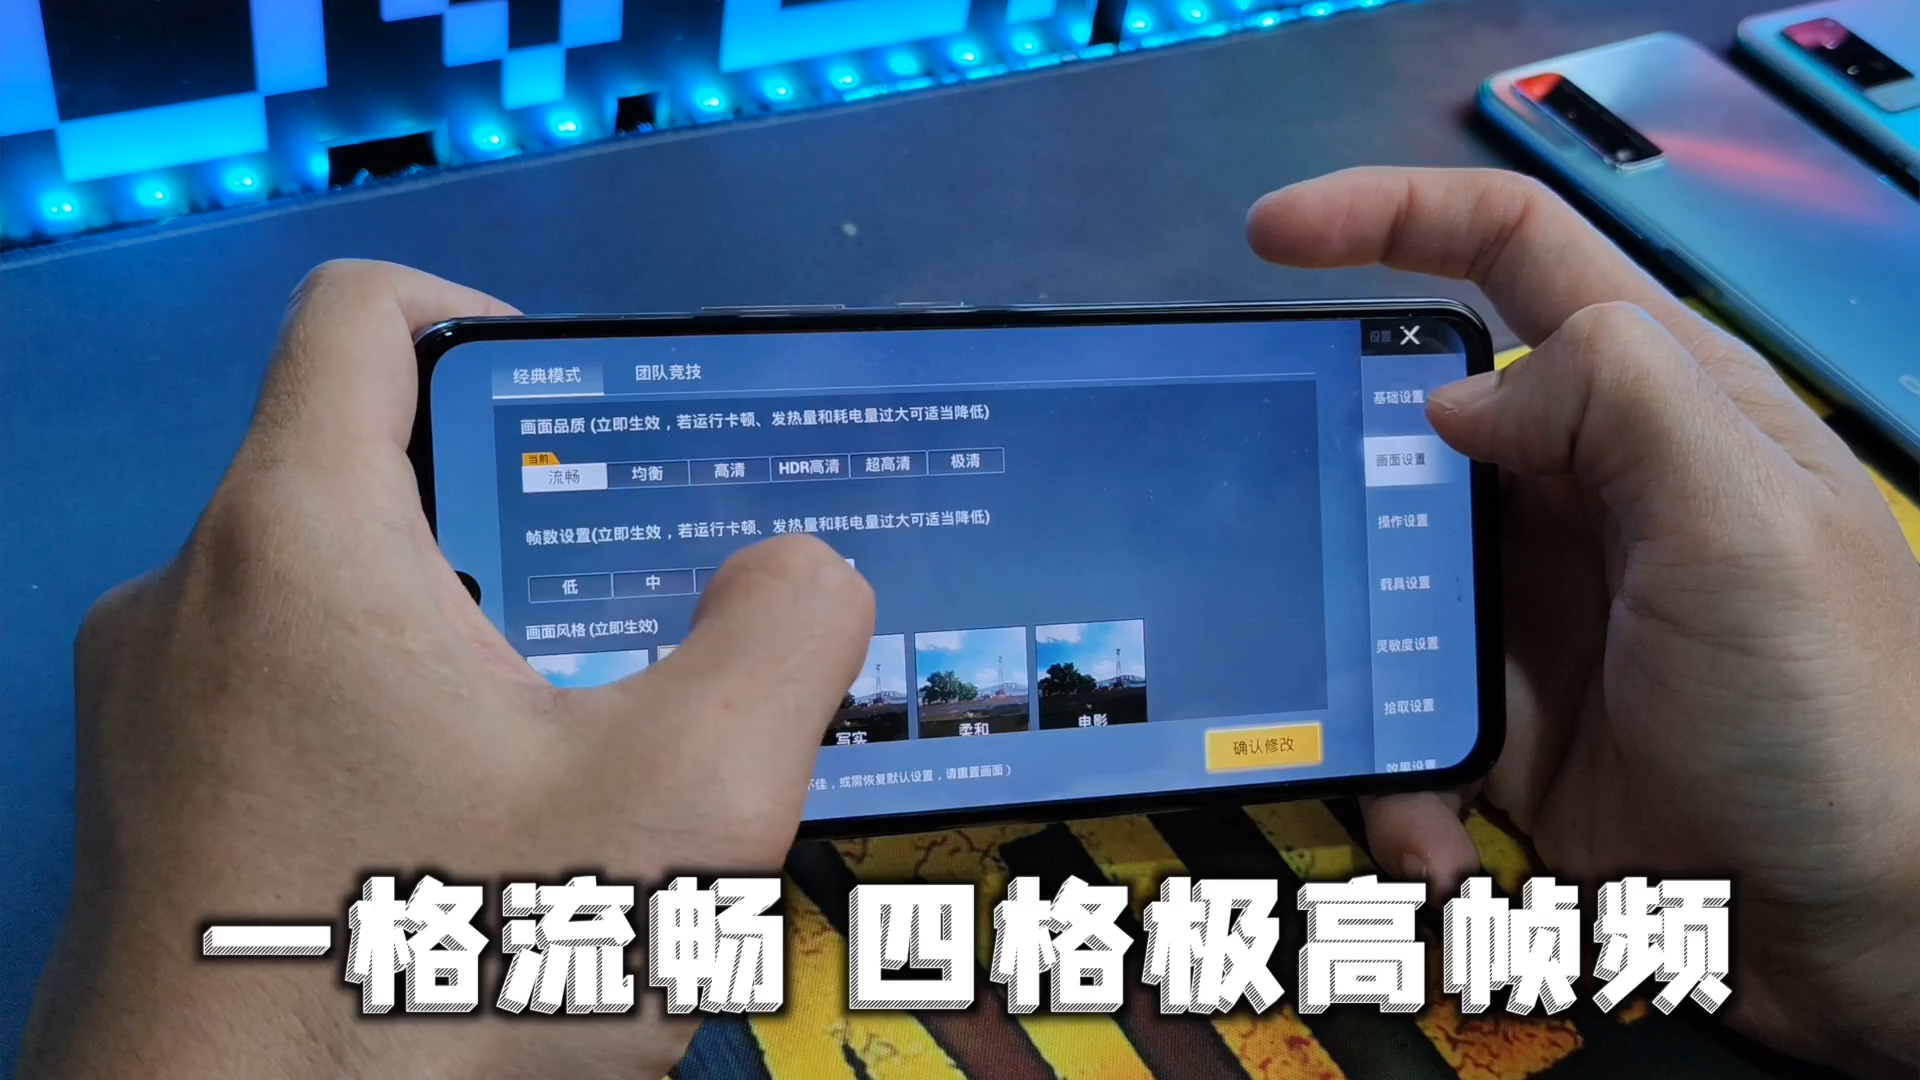 设置
经典模式 团队竞技
画面品质 (立即生效，若运行卡顿、发热量和耗电量过大可适当降低)
当前
流畅 均衡 高清 HDR高清 超高清 极清
帧数设置(立即生效，若运行卡顿、发热量和耗电量过大可适当降低)
低 中
画面风格 (立即生效)
写实 柔和 电影
佳，或需恢复默认设置，请重置画面）
确认修改
基础设置
画面设置
操作设置
载具设置
灵敏度设置
拾取设置
效果设置
一格流畅 四格极高帧频